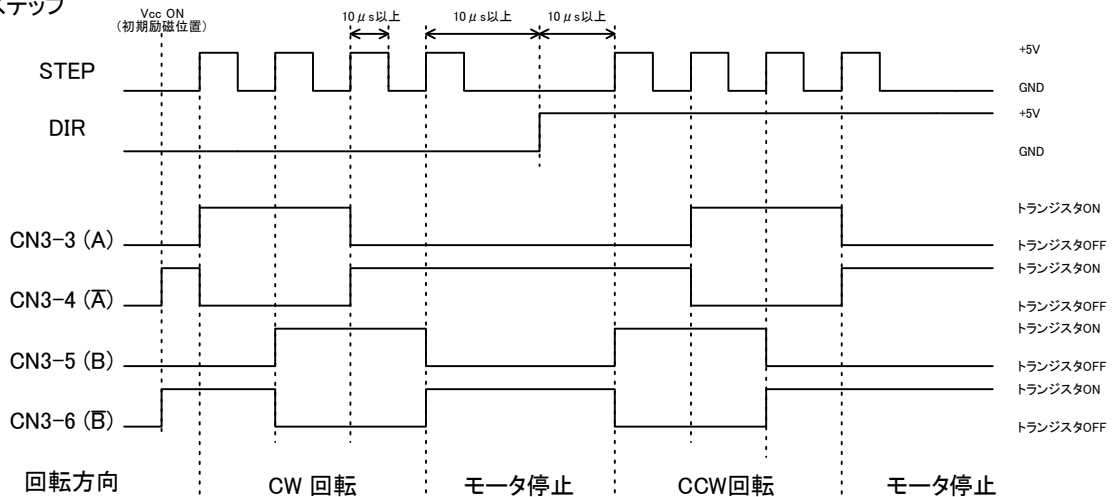 ステップ
Vcc ON
(初期励磁位置)
10μs以上 10μs以上 10μs以上
STEP
+5V
GND
DIR
+5V
GND
CN3-3 (A)
トランジスタON
トランジスタOFF
CN3-4 (A̅)
トランジスタON
トランジスタOFF
CN3-5 (B)
トランジスタON
トランジスタOFF
CN3-6 (B̅)
トランジスタON
トランジスタOFF
回転方向 CW 回転 モータ停止 CCW回転 モータ停止